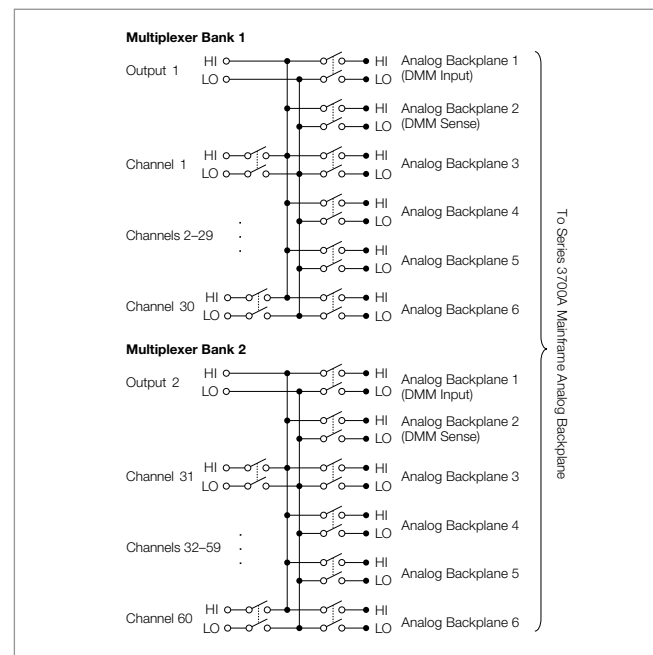 Multiplexer Bank 1
Output 1 HI HI Analog Backplane 1
LO LO (DMM Input)
HI Analog Backplane 2
LO (DMM Sense)
Channel 1 HI HI Analog Backplane 3
LO LO
HI Analog Backplane 4
LO
Channels 2–29
HI Analog Backplane 5
LO
Channel 30 HI HI Analog Backplane 6
LO LO
Multiplexer Bank 2
Output 2 HI HI Analog Backplane 1
LO LO (DMM Input)
HI Analog Backplane 2
LO (DMM Sense)
Channel 31 HI HI Analog Backplane 3
LO LO
HI Analog Backplane 4
LO
Channels 32–59
HI Analog Backplane 5
LO
Channel 60 HI HI Analog Backplane 6
LO LO
To Series 3700A Mainframe Analog Backplane